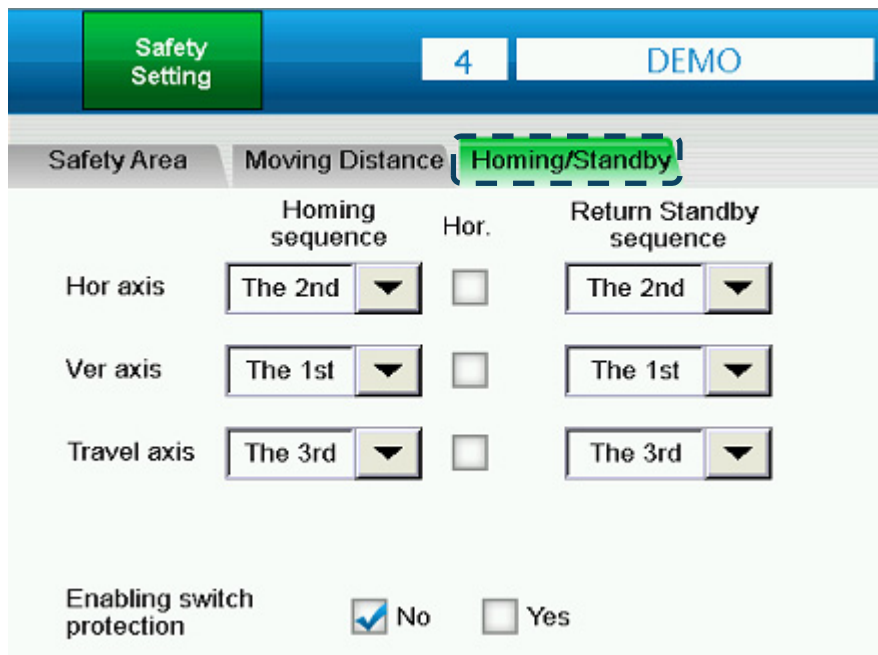 Safety
Setting
4
DEMO
Safety Area
Moving Distance
Homing/Standby
Homing
sequence
Hor.
Return Standby
sequence
Hor axis
The 2nd
The 2nd
Ver axis
The 1st
The 1st
Travel axis
The 3rd
The 3rd
Enabling switch
protection
No
Yes